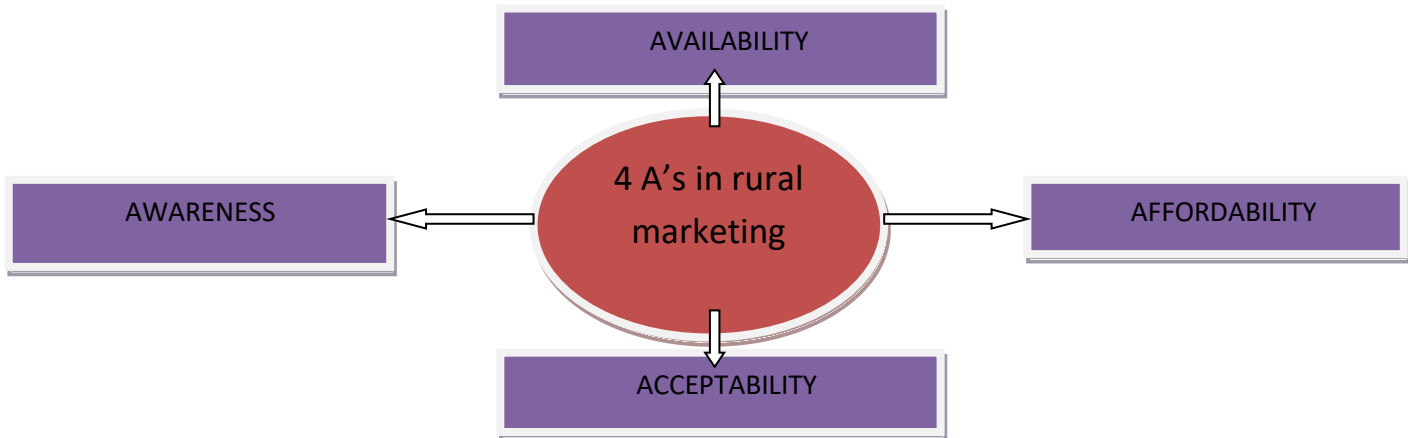 AVAILABILITY
4 A’s in rural
marketing
AWARENESS
AFFORDABILITY
ACCEPTABILITY